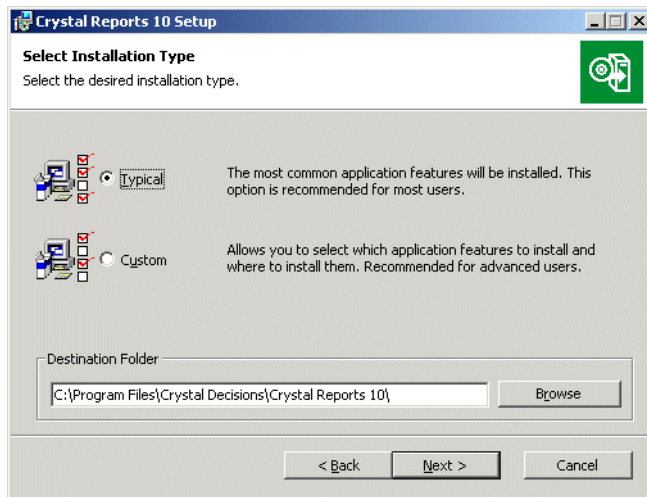 Crystal Reports 10 Setup
Select Installation Type
Select the desired installation type.
Typical
The most common application features will be installed. This
option is recommended for most users.
Custom
Allows you to select which application features to install and
where to install them. Recommended for advanced users.
Destination Folder
C:\Program Files\Crystal Decisions\Crystal Reports 10\
Browse
< Back
Next >
Cancel